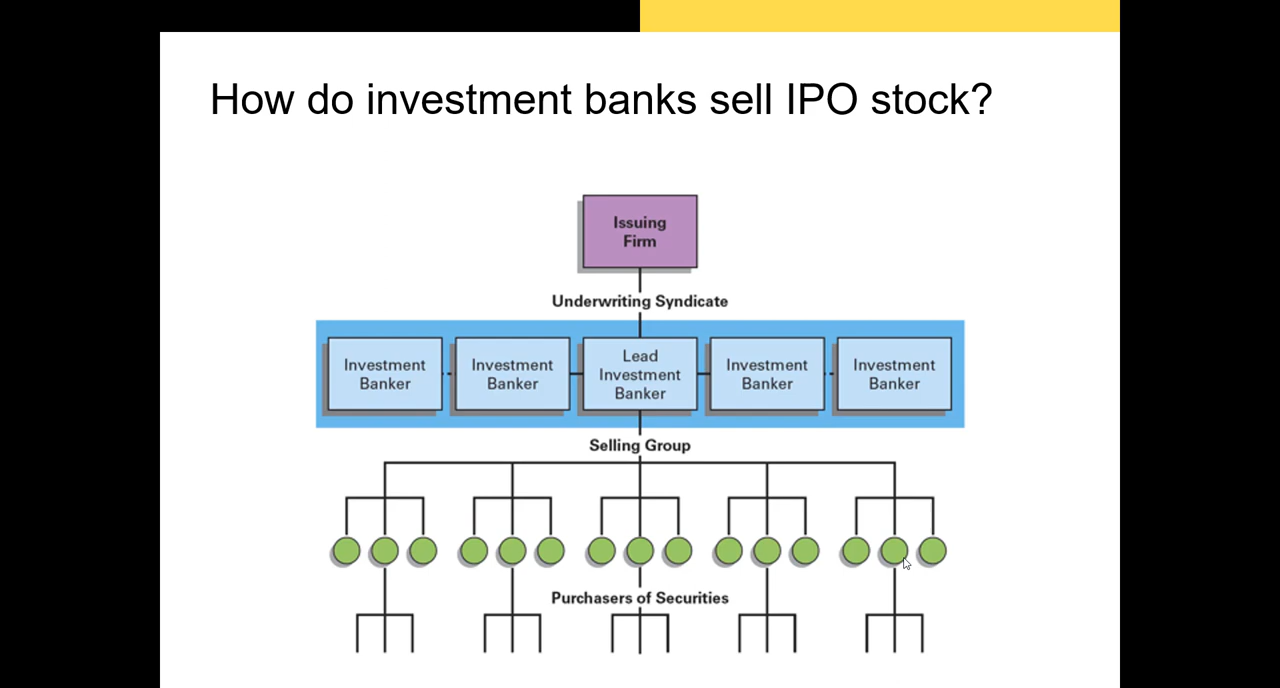 How do investment banks sell IPO stock?
Issuing
Firm
Underwriting Syndicate
Investment
Banker
Investment
Banker
Lead
Investment
Banker
Investment
Banker
Investment
Banker
Selling Group
Purchasers of Securities